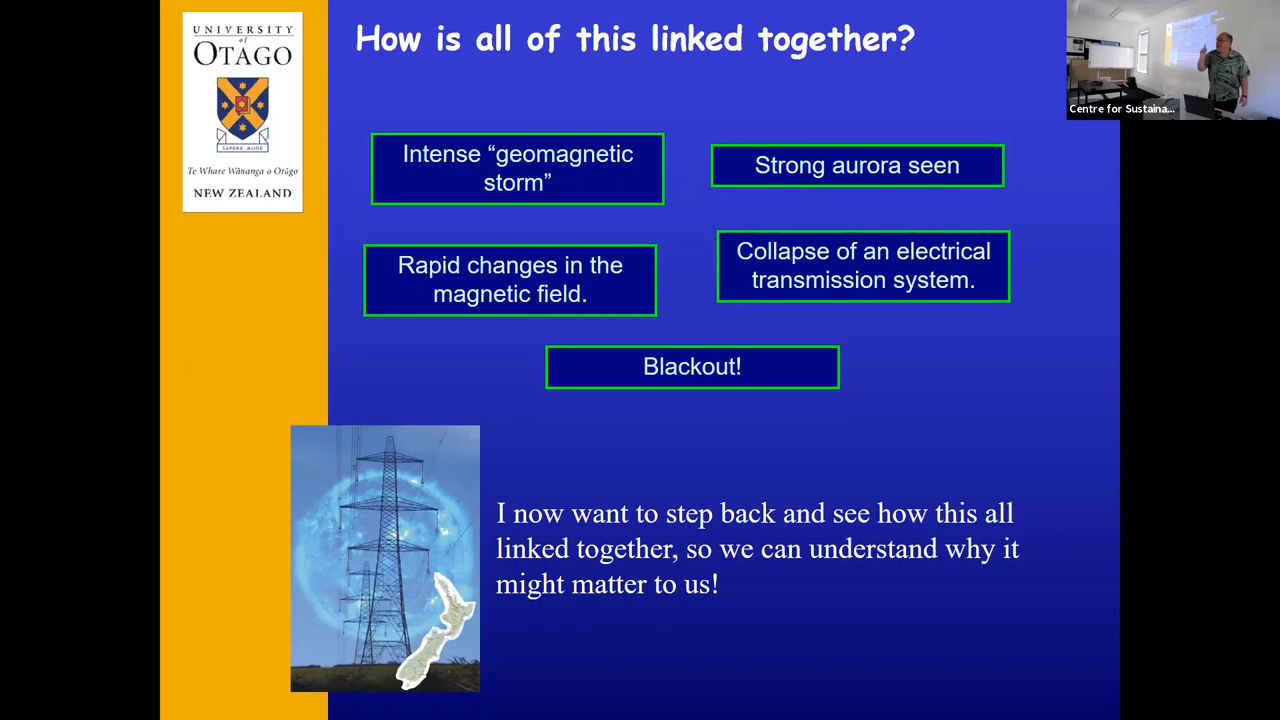 UNIVERSITY
of
OTAGO
SAPERE AUDE
Te Whare Wānanga o Otāgo
NEW ZEALAND
How is all of this linked together?
Centre for Sustaina...
Intense “geomagnetic
storm”
Strong aurora seen
Rapid changes in the
magnetic field.
Collapse of an electrical
transmission system.
Blackout!
I now want to step back and see how this all
linked together, so we can understand why it
might matter to us!